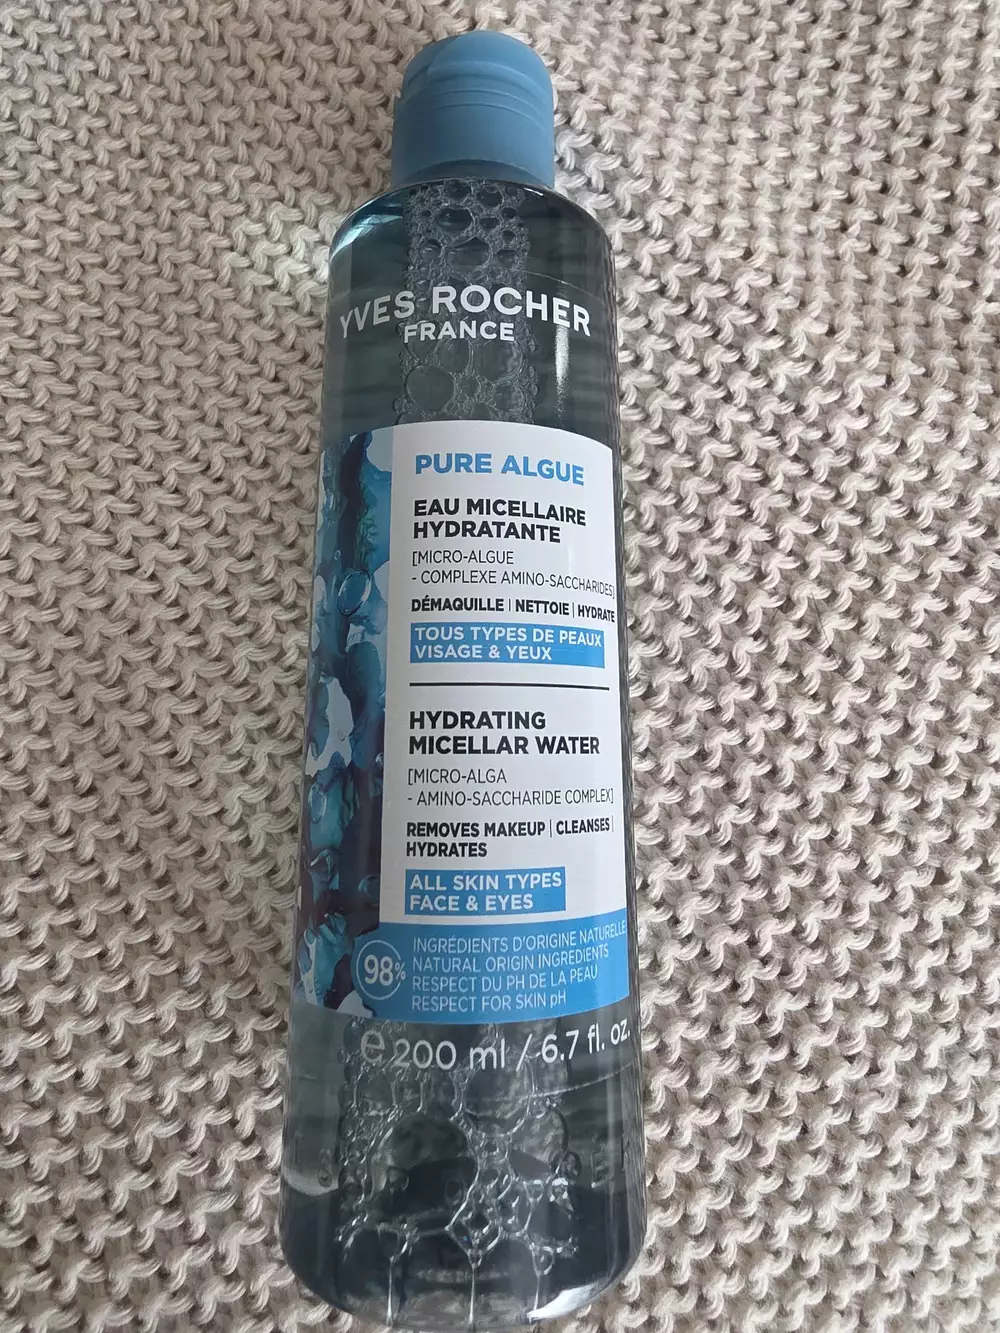 YVES ROCHER
FRANCE
PURE ALGUE
EAU MICELLAIRE
HYDRATANTE
[MICRO-ALGUE
- COMPLEXE AMINO-SACCHARIDES]
DÉMAQUILLE | NETTOIE | HYDRATE
TOUS TYPES DE PEAUX
VISAGE & YEUX
HYDRATING
MICELLAR WATER
[MICRO-ALGA
- AMINO-SACCHARIDE COMPLEX]
REMOVES MAKEUP | CLEANSES |
HYDRATES
ALL SKIN TYPES
FACE & EYES
98%
INGRÉDIENTS D'ORIGINE NATURELLE
NATURAL ORIGIN INGREDIENTS
RESPECT DU PH DE LA PEAU
RESPECT FOR SKIN pH
℮ 200 ml / 6.7 fl. oz.